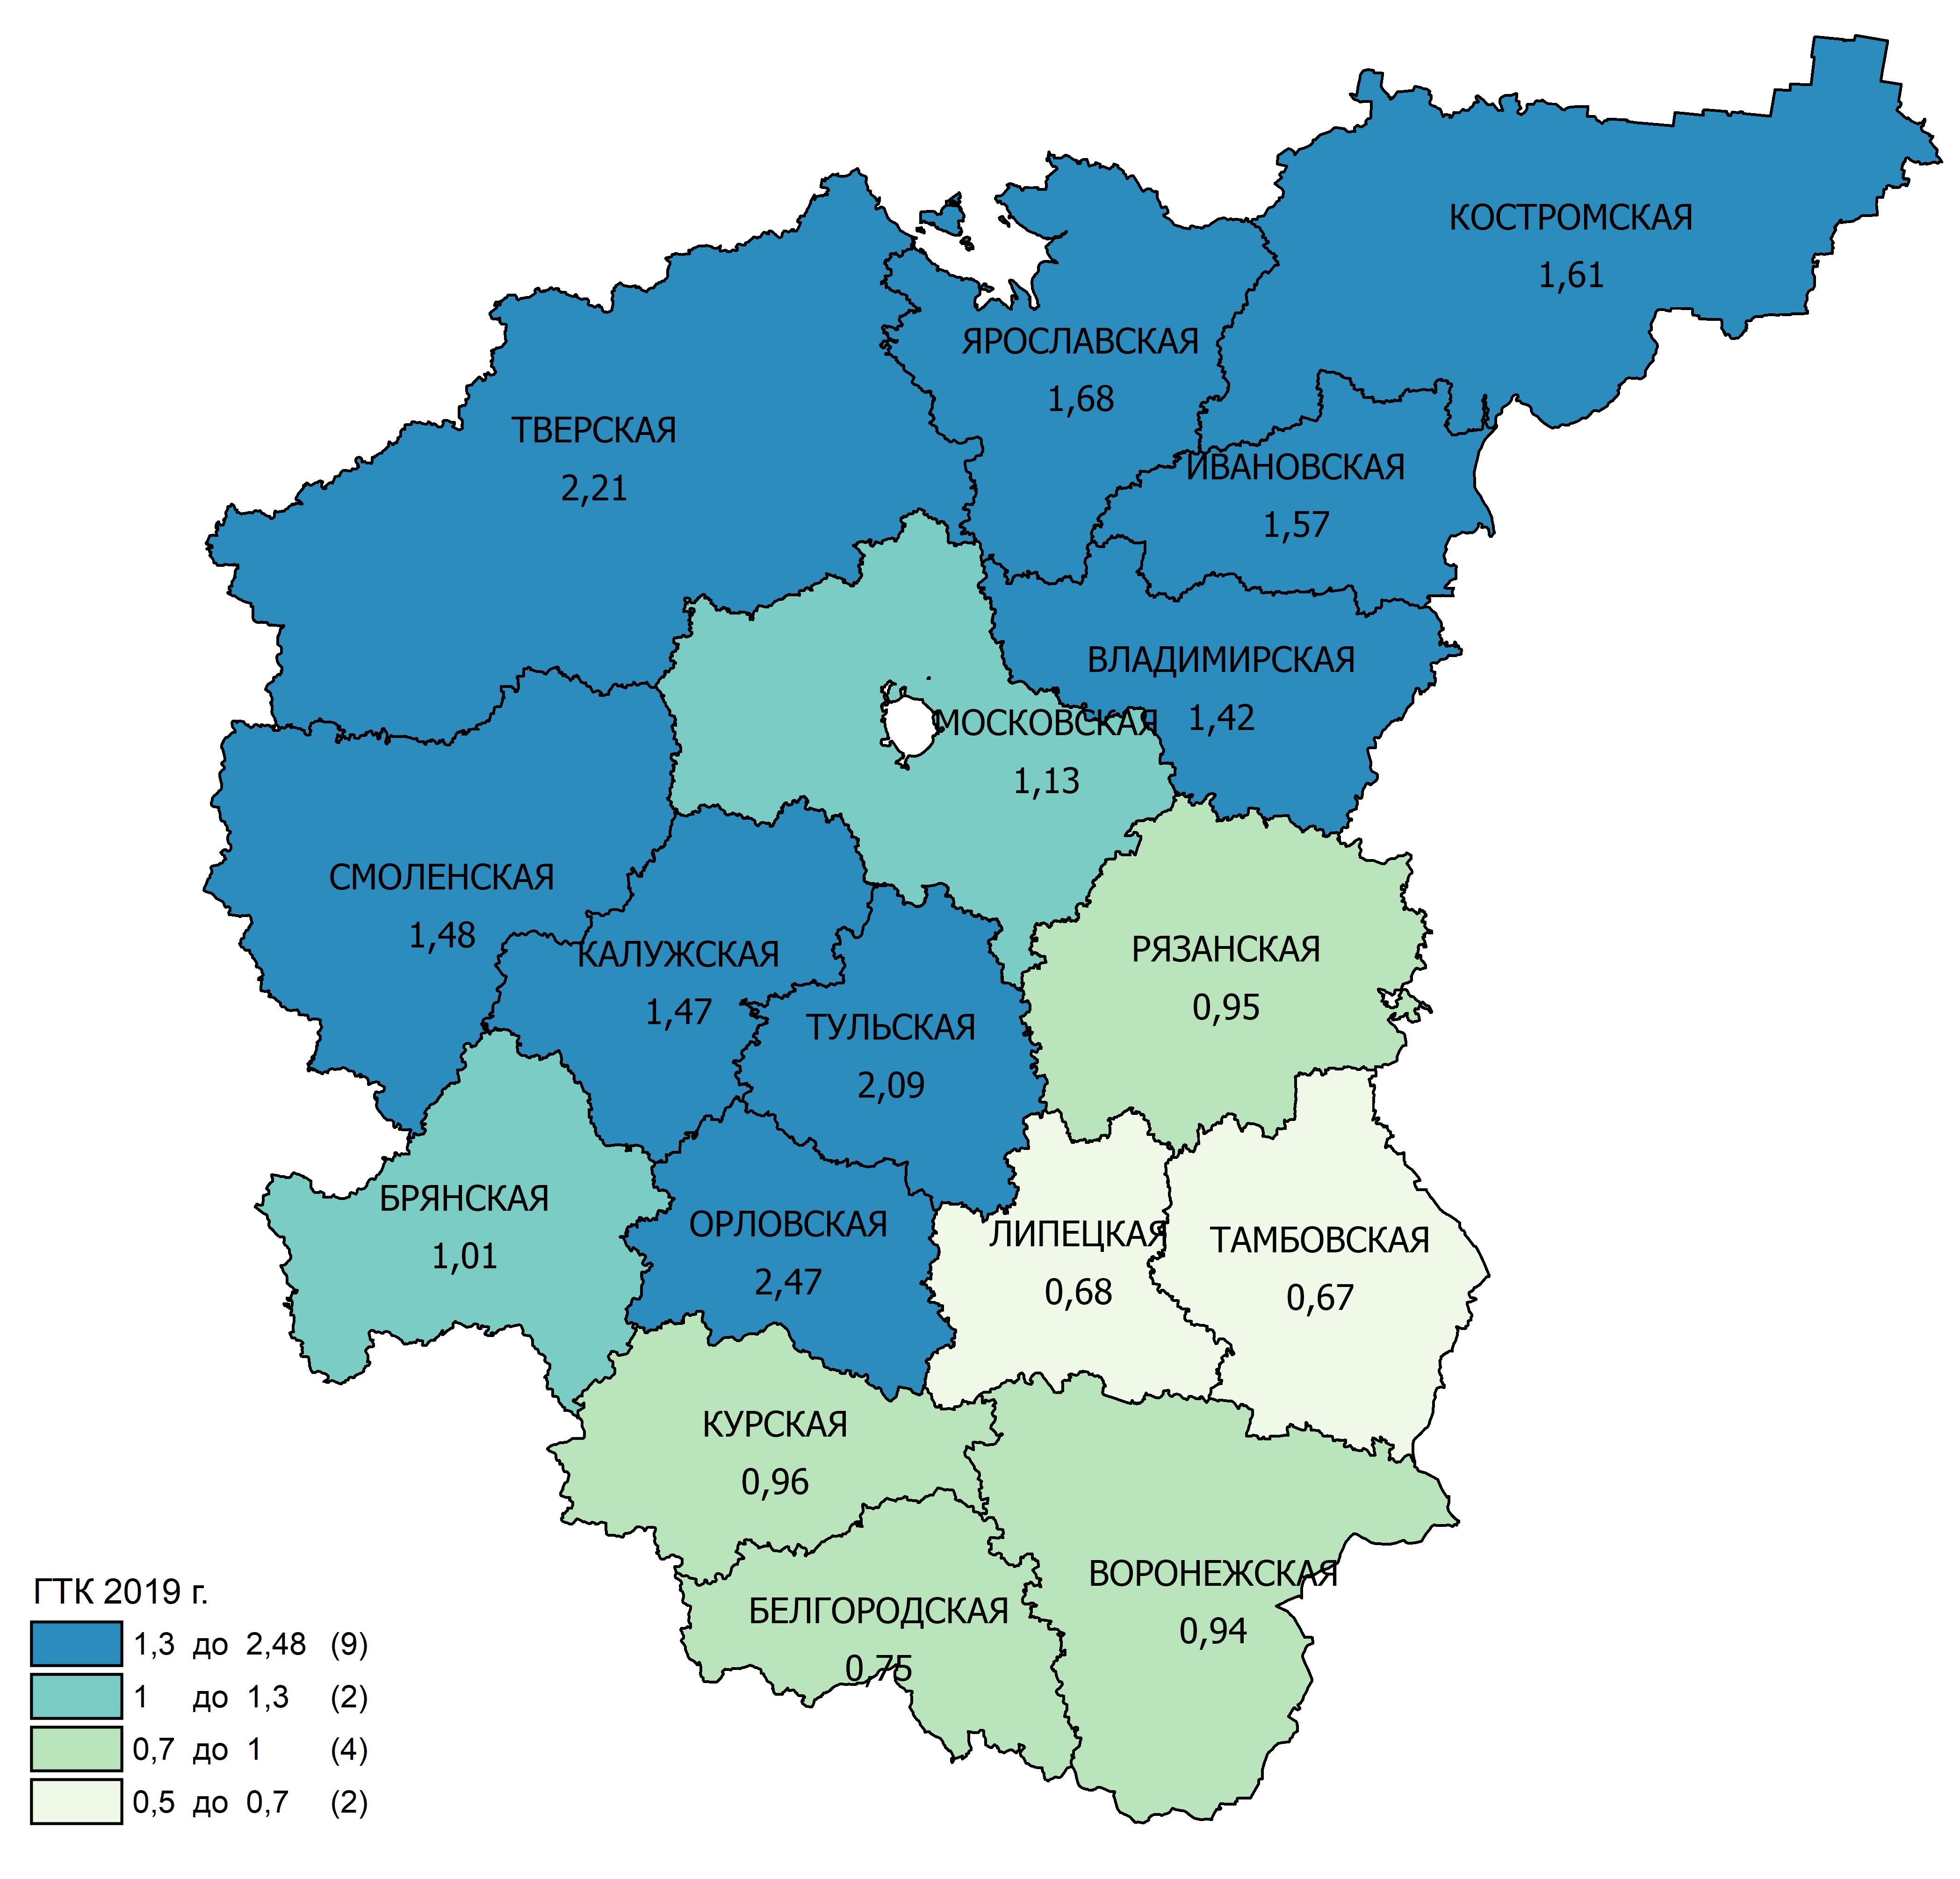 КОСТРОМСКАЯ
1,61
ЯРОСЛАВСКАЯ
1,68
ТВЕРСКАЯ
2,21
ИВАНОВСКАЯ
1,57
ВЛАДИМИРСКАЯ
1,42
МОСКОВСКАЯ
1,13
СМОЛЕНСКАЯ
1,48
КАЛУЖСКАЯ
1,47
РЯЗАНСКАЯ
0,95
ТУЛЬСКАЯ
2,09
БРЯНСКАЯ
1,01
ОРЛОВСКАЯ
2,47
ЛИПЕЦКАЯ
0,68
ТАМБОВСКАЯ
0,67
КУРСКАЯ
0,96
ВОРОНЕЖСКАЯ
0,94
БЕЛГОРОДСКАЯ
0,75
ГТК 2019 г.
1,3 до 2,48 (9)
1 до 1,3 (2)
0,7 до 1 (4)
0,5 до 0,7 (2)